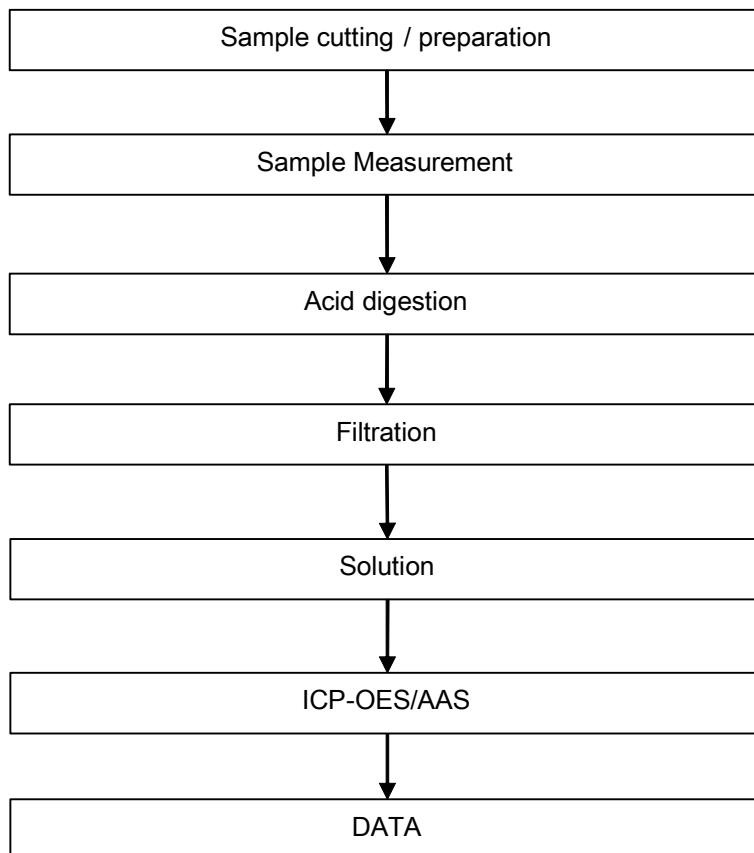 Sample cutting / preparation
Sample Measurement
Acid digestion
Filtration
Solution
ICP-OES/AAS
DATA